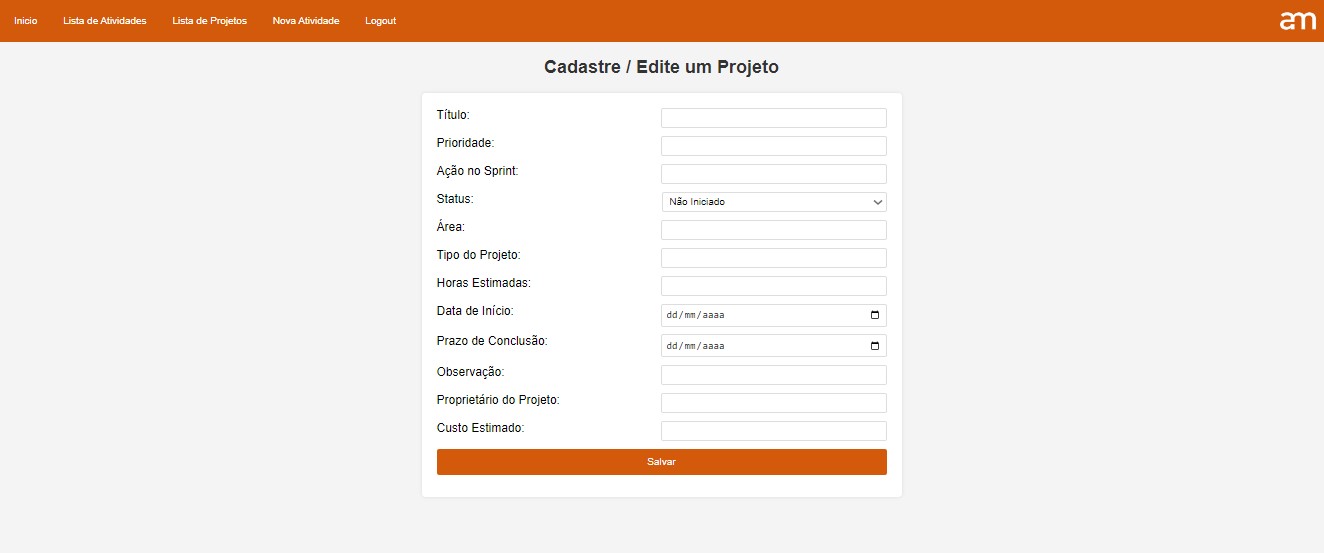 Inicio Lista de Atividades Lista de Projetos Nova Atividade Logout am
Cadastre / Edite um Projeto
Título:
Prioridade:
Ação no Sprint:
Status: Não Iniciado
Área:
Tipo do Projeto:
Horas Estimadas:
Data de Início: dd/mm/aaaa
Prazo de Conclusão: dd/mm/aaaa
Observação:
Proprietário do Projeto:
Custo Estimado:
Salvar